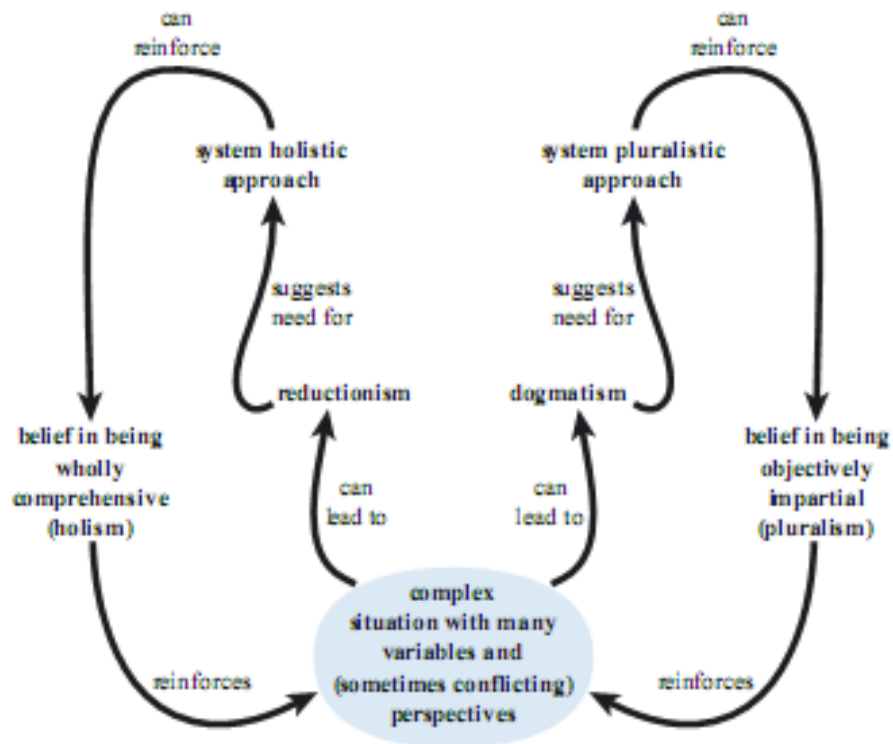 can
reinforce
can
reinforce
system holistic
approach
system pluralistic
approach
suggests
need for
suggests
need for
reductionism
dogmatism
belief in being
wholly
comprehensive
(holism)
belief in being
objectively
impartial
(pluralism)
can
lead to
can
lead to
complex
situation with many
variables and
(sometimes conflicting)
perspectives
reinforces
reinforces